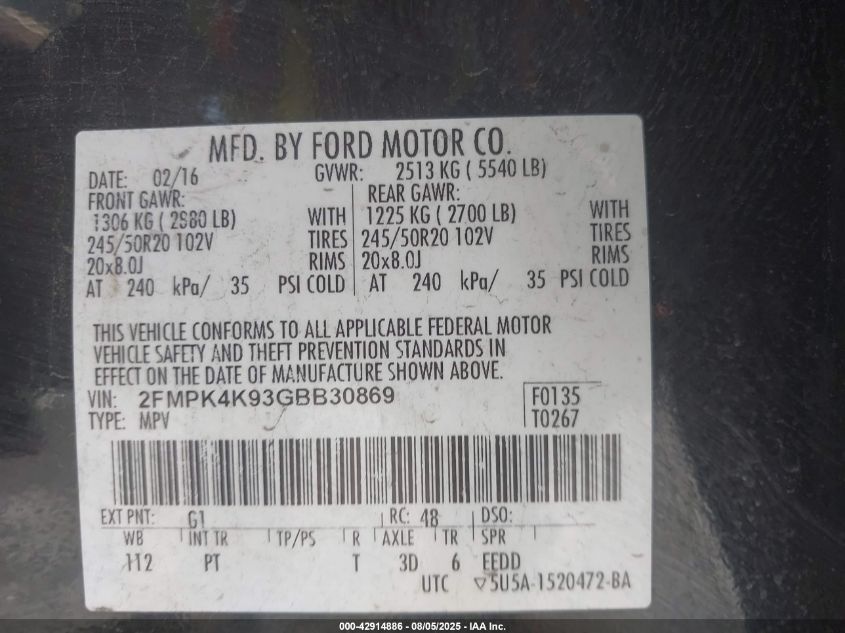 MFD. BY FORD MOTOR CO.
DATE: 02/16 GVWR: 2513 KG ( 5540 LB)
FRONT GAWR: REAR GAWR:
1306 KG ( 2880 LB) WITH 1225 KG ( 2700 LB) WITH
245/50R20 102V TIRES 245/50R20 102V TIRES
20x8.0J RIMS 20x8.0J RIMS
AT 240 kPa/ 35 PSI COLD AT 240 kPa/ 35 PSI COLD
THIS VEHICLE CONFORMS TO ALL APPLICABLE FEDERAL MOTOR
VEHICLE SAFETY AND THEFT PREVENTION STANDARDS IN
EFFECT ON THE DATE OF MANUFACTURE SHOWN ABOVE.
VIN: 2FMPK4K93GBB30869 F0135
TYPE: MPV T0267
EXT PNT: G1 RC: 48 DSO:
WB INT TR TP/PS R AXLE TR SPR
112 PT T 3D 6 EEDD
UTC ▽5U5A-1520472-BA
000-42914886 - 08/05/2025 - IAA Inc.